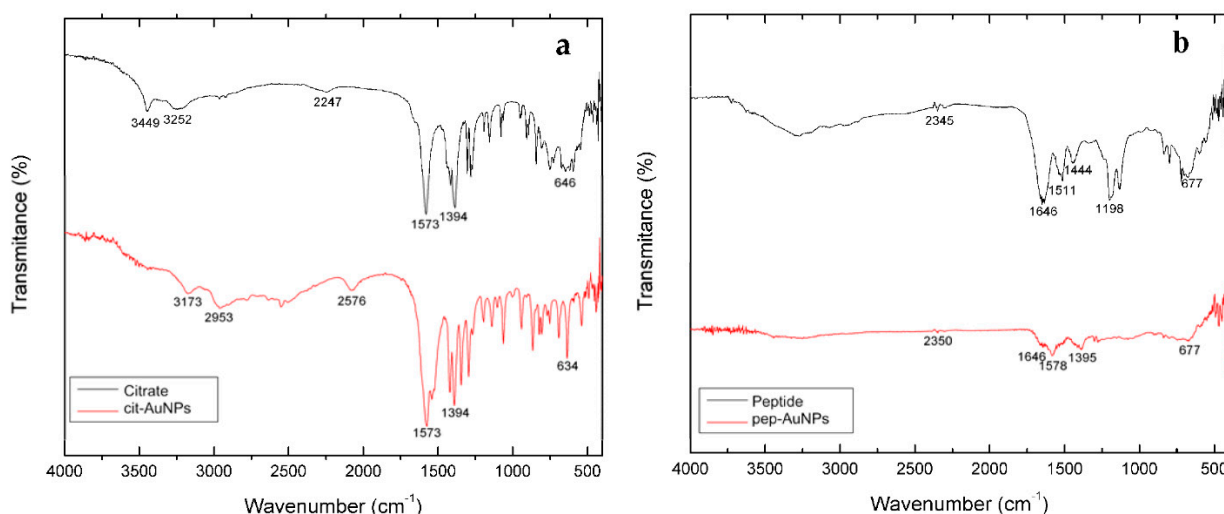 a
3449
3252
2247
1573
1394
646
3173
2953
2576
1573
1394
634
Citrate
cit-AuNPs
Transmitance (%)
4000 3500 3000 2500 2000 1500 1000 500
Wavenumber (cm⁻¹)
b
2345
1646
1511
1444
1198
677
2350
1646
1578
1395
677
Peptide
pep-AuNPs
Transmitance (%)
4000 3500 3000 2500 2000 1500 1000 500
Wavenumber (cm⁻¹)